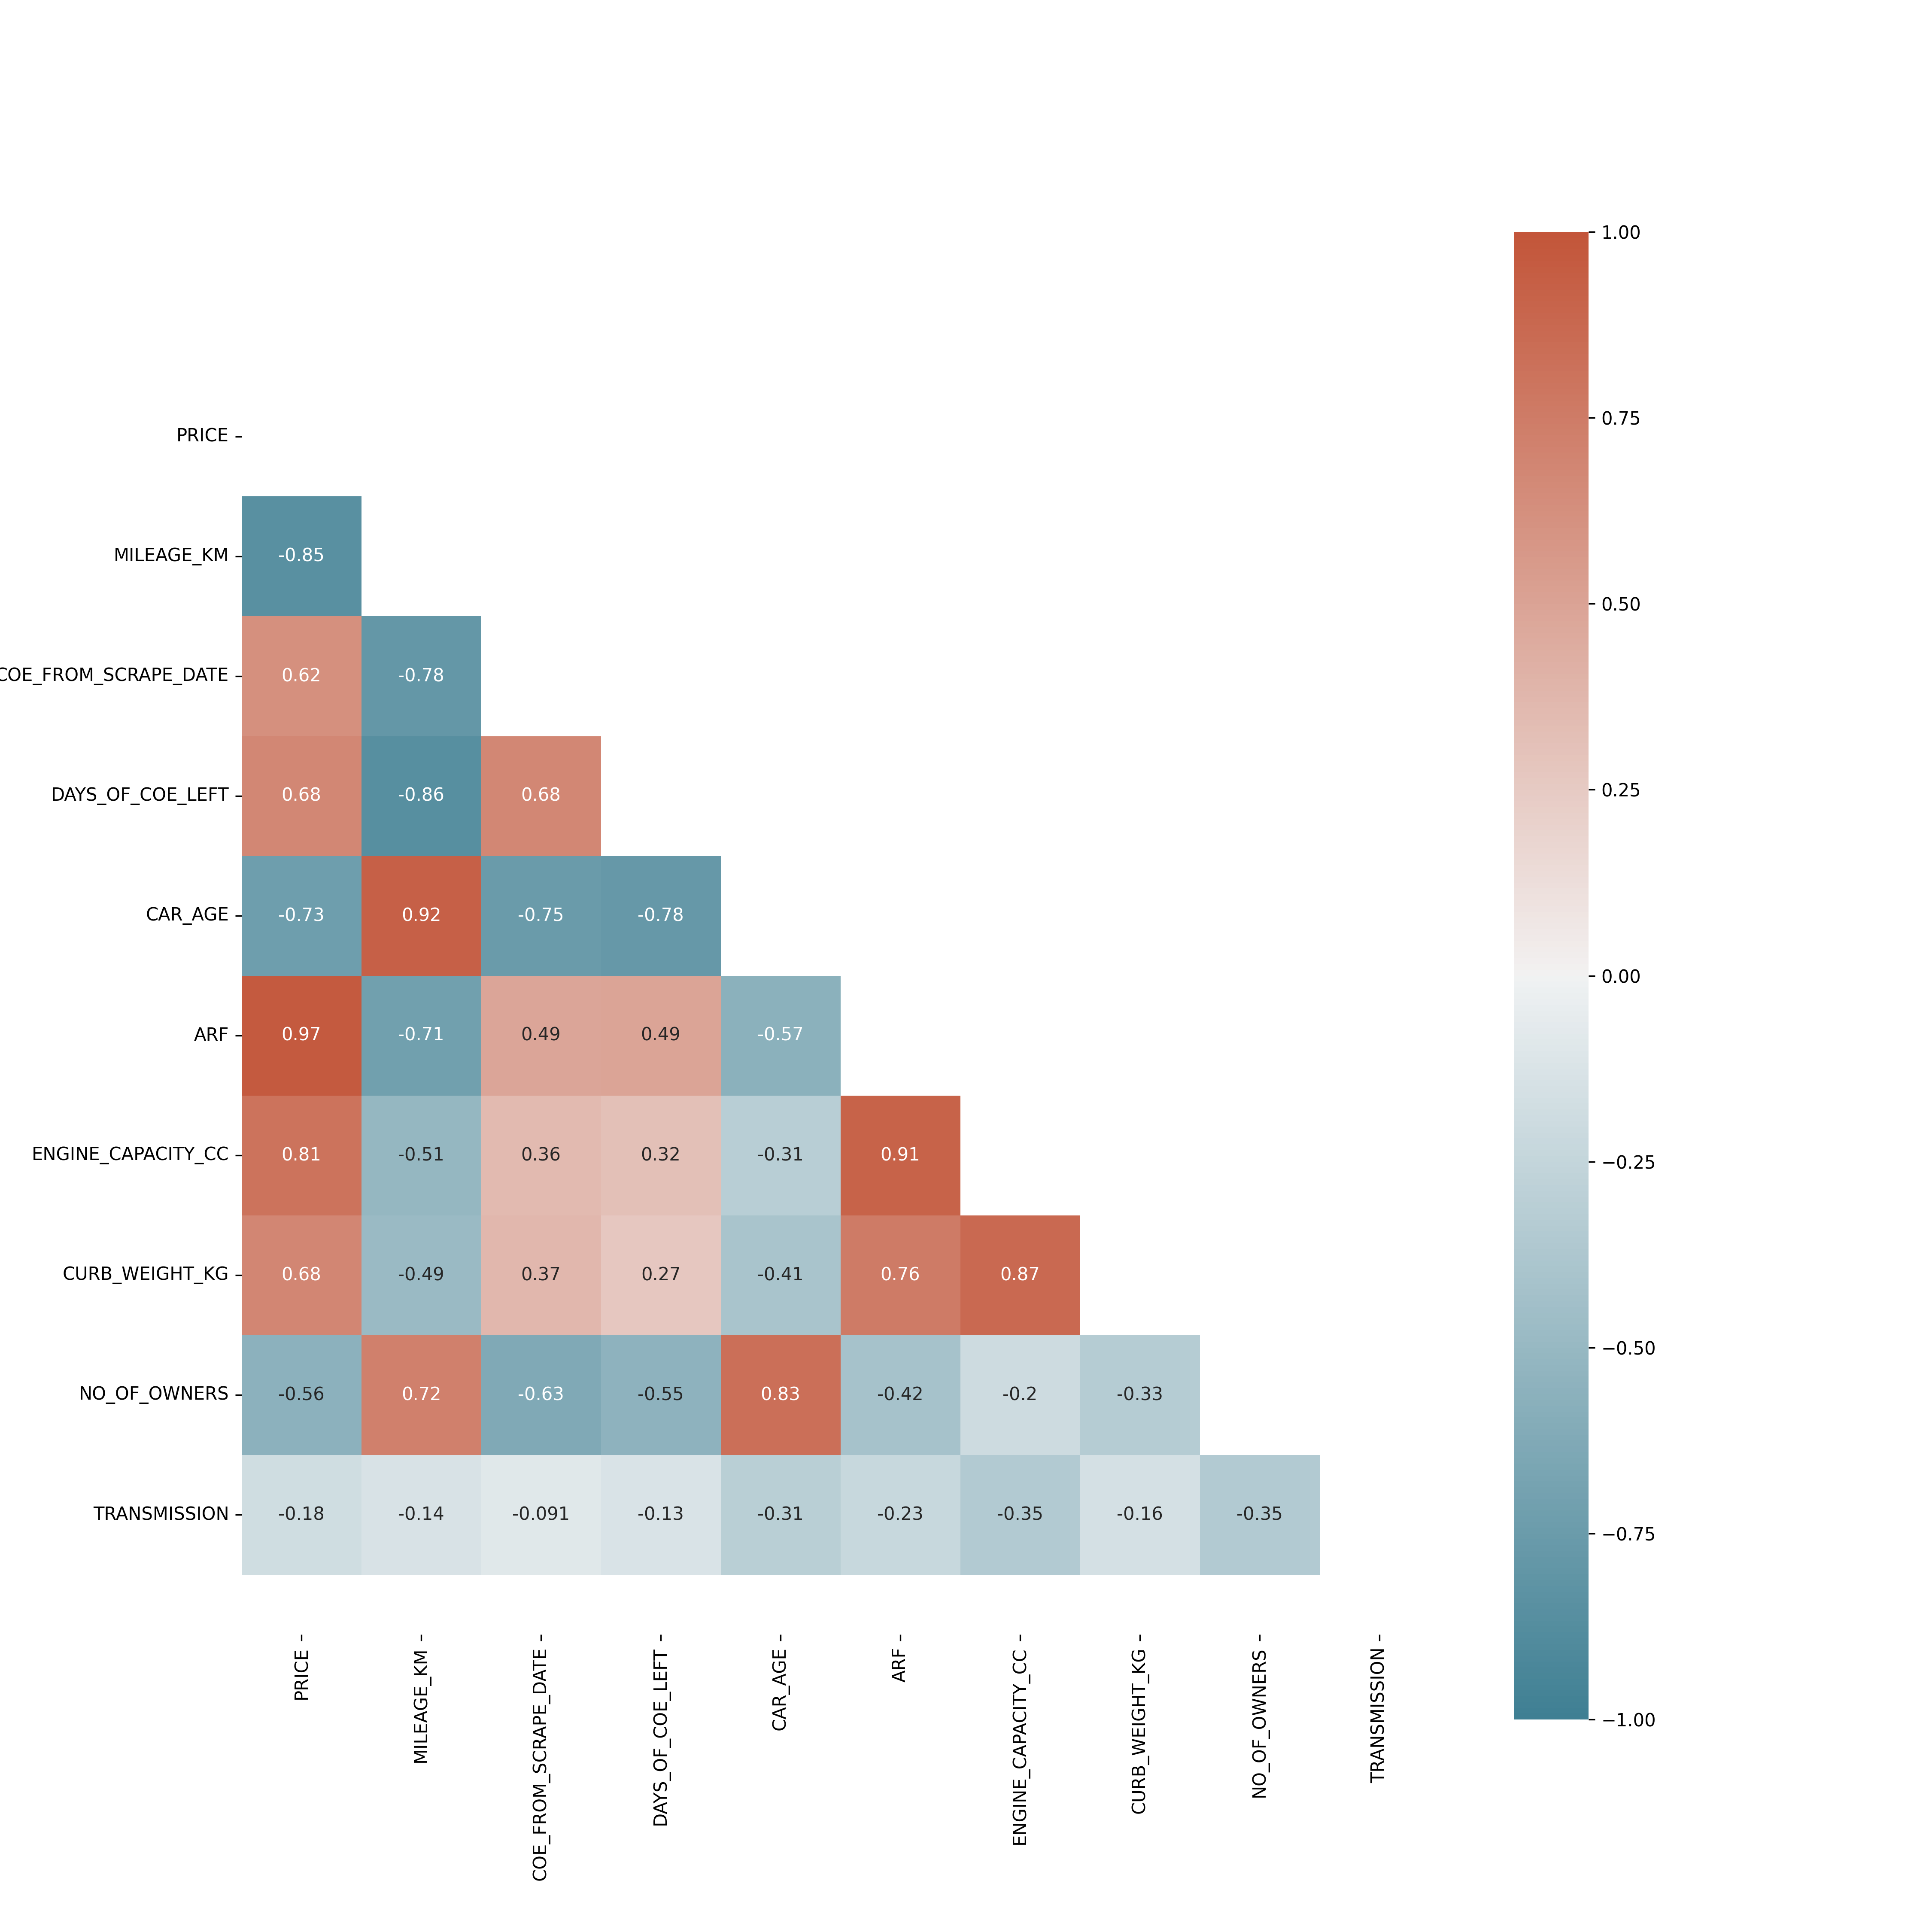 1.00
0.75
PRICE
MILEAGE_KM -0.85
0.50
COE_FROM_SCRAPE_DATE 0.62 -0.78
DAYS_OF_COE_LEFT 0.68 -0.86 0.68
0.25
CAR_AGE -0.73 0.92 -0.75 -0.78
0.00
ARF 0.97 -0.71 0.49 0.49 -0.57
ENGINE_CAPACITY_CC 0.81 -0.51 0.36 0.32 -0.31 0.91
−0.25
CURB_WEIGHT_KG 0.68 -0.49 0.37 0.27 -0.41 0.76 0.87
−0.50
NO_OF_OWNERS -0.56 0.72 -0.63 -0.55 0.83 -0.42 -0.2 -0.33
TRANSMISSION -0.18 -0.14 -0.091 -0.13 -0.31 -0.23 -0.35 -0.16 -0.35
−0.75
−1.00
PRICE
MILEAGE_KM
COE_FROM_SCRAPE_DATE
DAYS_OF_COE_LEFT
CAR_AGE
ARF
ENGINE_CAPACITY_CC
CURB_WEIGHT_KG
NO_OF_OWNERS
TRANSMISSION